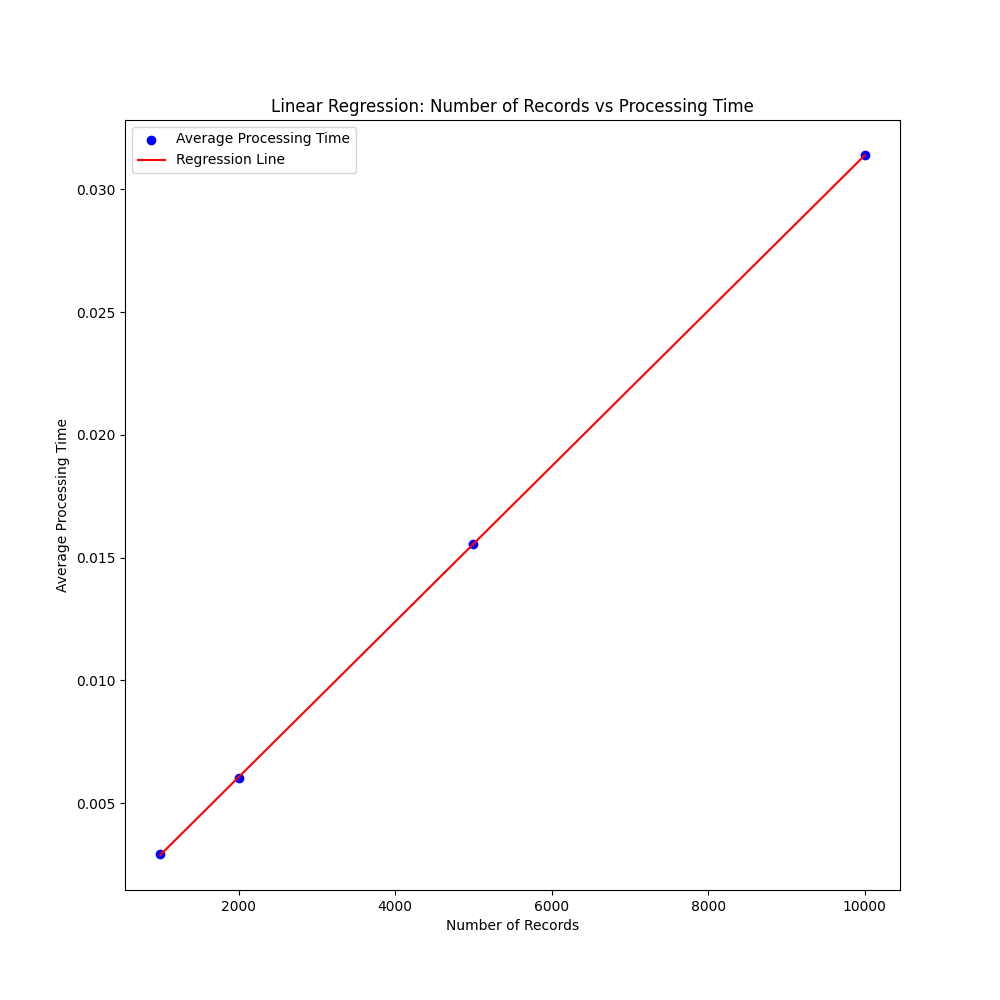 Linear Regression: Number of Records vs Processing Time
Average Processing Time
Regression Line
0.030
0.025
0.020
0.015
0.010
0.005
Average Processing Time
2000 4000 6000 8000 10000
Number of Records